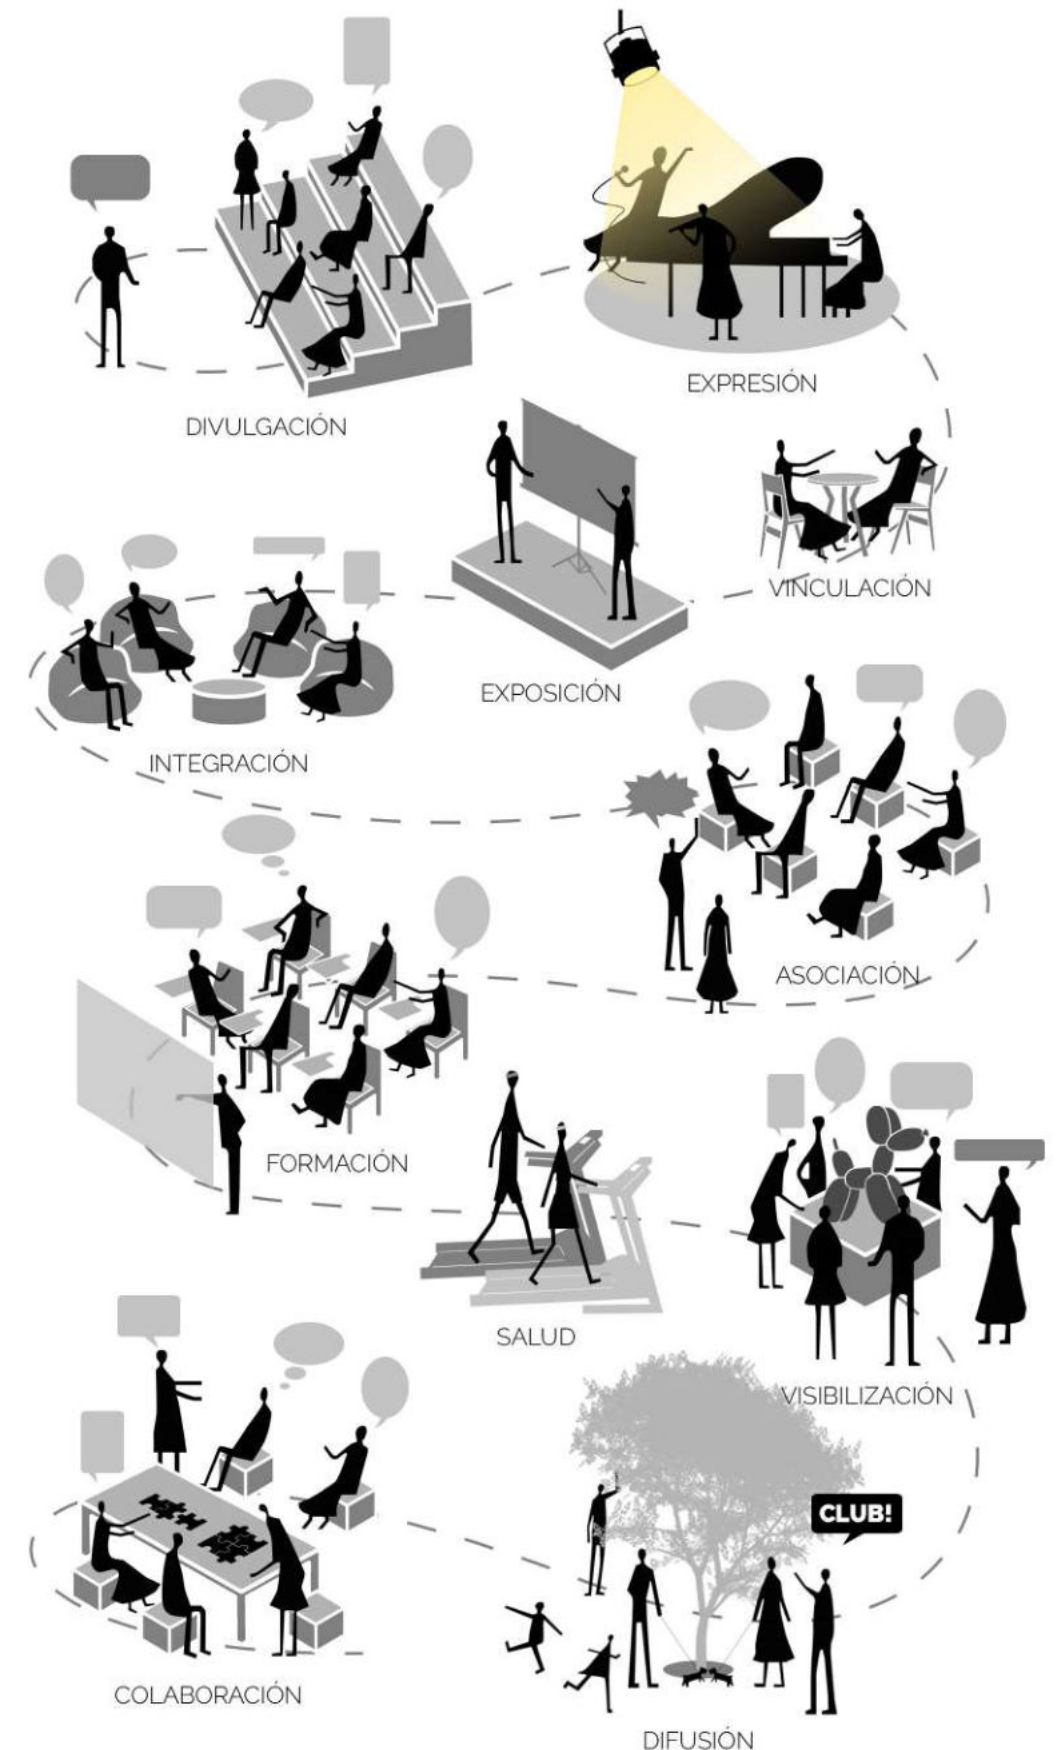 DIVULGACIÓN
EXPRESIÓN
VINCULACIÓN
EXPOSICIÓN
INTEGRACIÓN
ASOCIACIÓN
FORMACIÓN
SALUD
VISIBILIZACIÓN
CLUB!
COLABORACIÓN
DIFUSIÓN